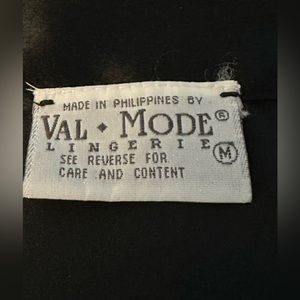 MADE IN PHILIPPINES BY
VAL • MODE®
LINGERIE
SEE REVERSE FOR Ⓜ
CARE AND CONTENT